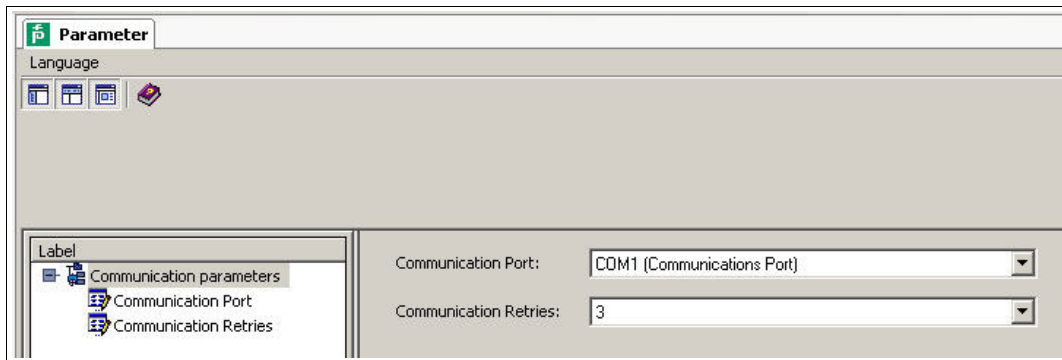 Parameter
Language
Label
Communication parameters
Communication Port
Communication Retries
Communication Port: COM1 (Communications Port)
Communication Retries: 3